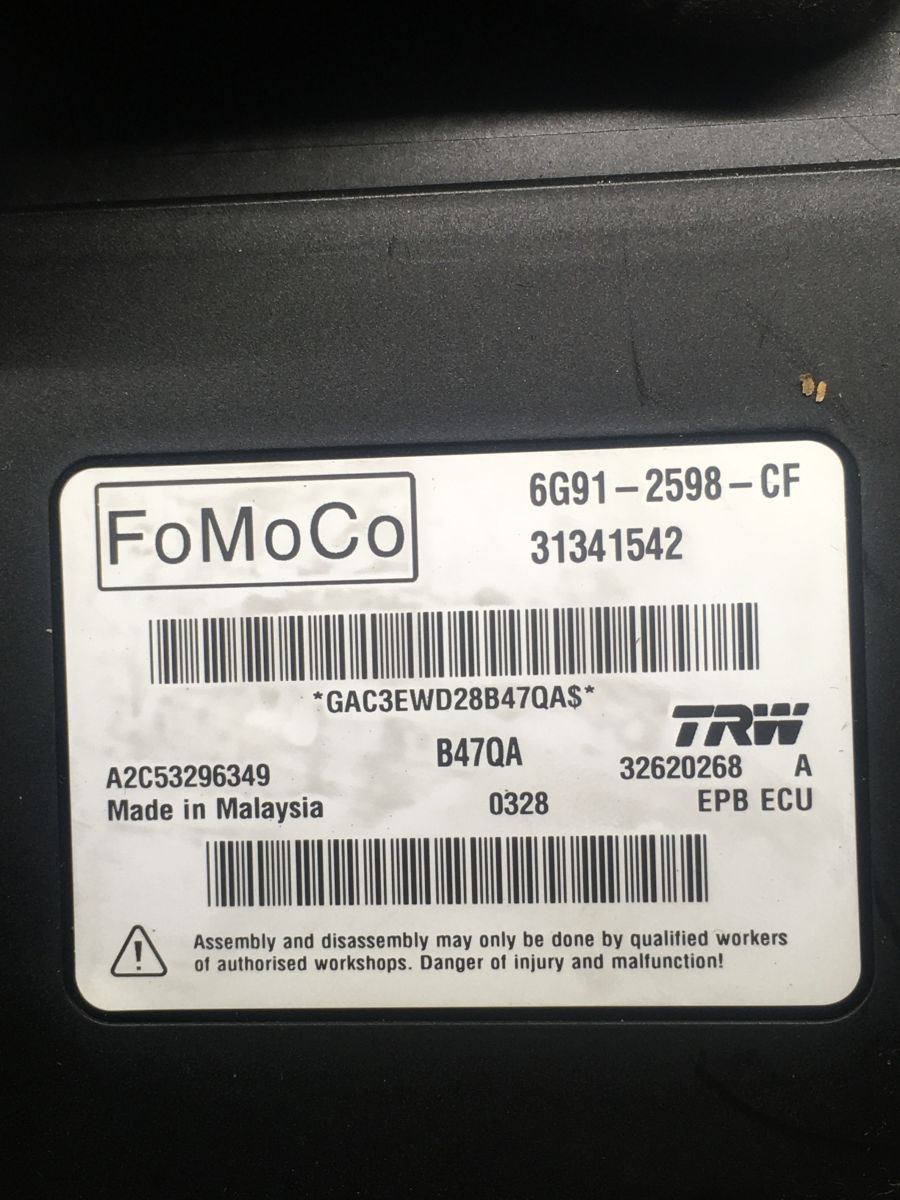 FoMoCo
6G91-2598-CF
31341542
*GAC3EWD28B47QA$*
TRW
B47QA
A2C53296349
32620268 A
Made in Malaysia
0328
EPB ECU
Assembly and disassembly may only be done by qualified workers
of authorised workshops. Danger of injury and malfunction!